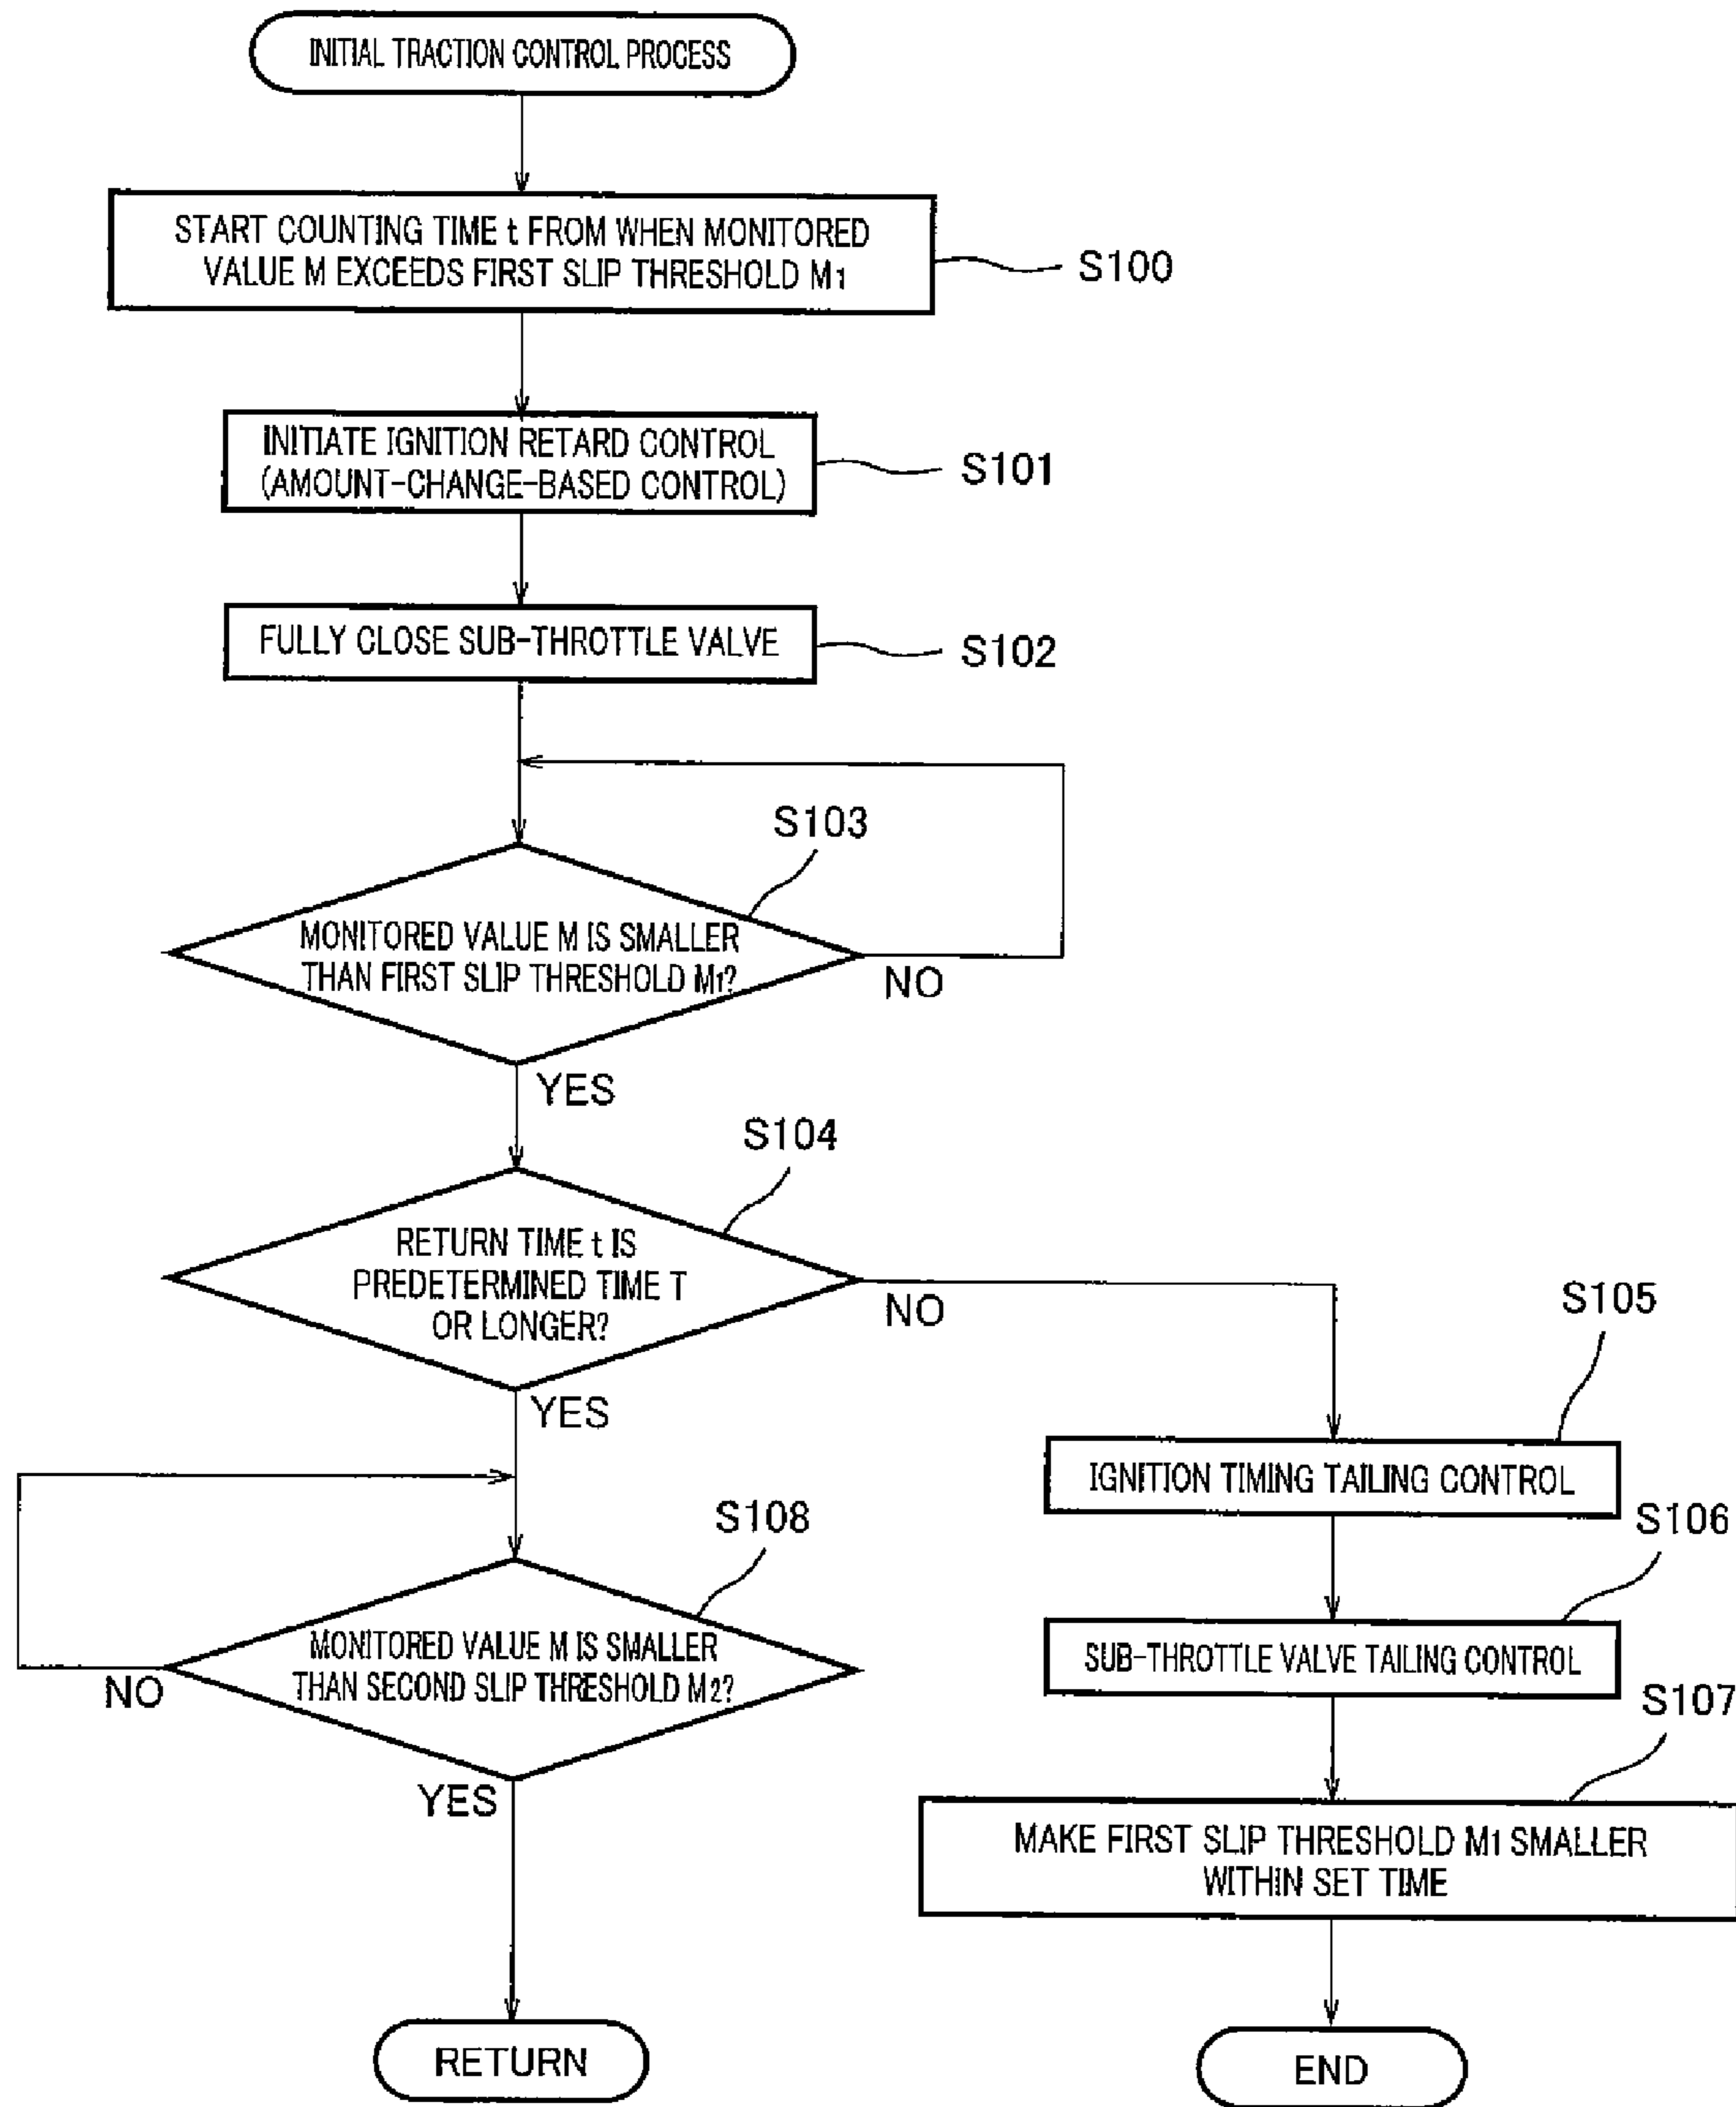 INITIAL TRACTION CONTROL PROCESS
START COUNTING TIME t FROM WHEN MONITORED
VALUE M EXCEEDS FIRST SLIP THRESHOLD M1
S100
INITIATE IGNITION RETARD CONTROL
(AMOUNT-CHANGE-BASED CONTROL)
S101
FULLY CLOSE SUB-THROTTLE VALVE
S102
S103
MONITORED VALUE M IS SMALLER
THAN FIRST SLIP THRESHOLD M1?
NO
YES
S104
RETURN TIME t IS
PREDETERMINED TIME T
OR LONGER?
NO
YES
S105
IGNITION TIMING TAILING CONTROL
S106
SUB-THROTTLE VALVE TAILING CONTROL
S107
MAKE FIRST SLIP THRESHOLD M1 SMALLER
WITHIN SET TIME
S108
MONITORED VALUE M IS SMALLER
THAN SECOND SLIP THRESHOLD M2?
NO
YES
RETURN
END